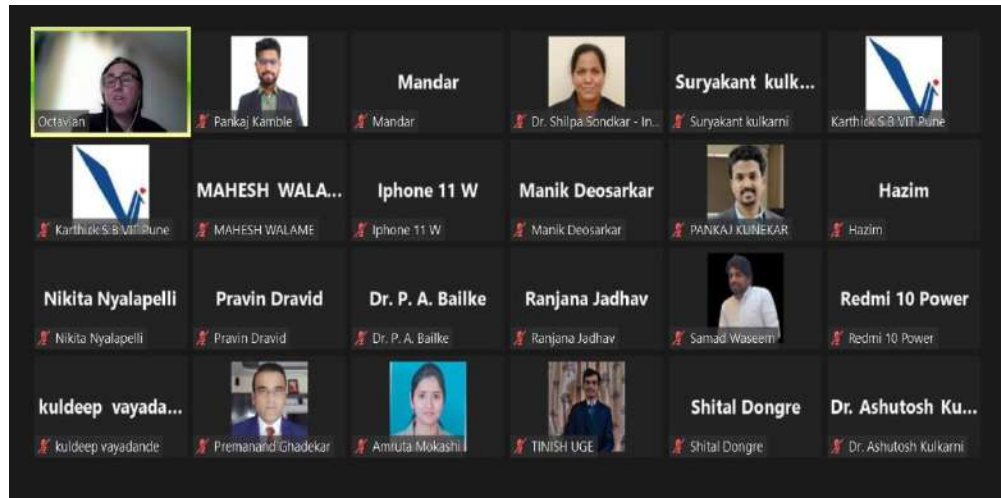 Octavian
Pankaj Kamble
Mandar
Mandar
Dr. Shilpa Sondkar - In...
Suryakant kulk...
Suryakant kulkarni
Karthick S B VIT Pune
Karthick S B VIT Pune
MAHESH WALA...
MAHESH WALAME
Iphone 11 W
Iphone 11 W
Manik Deosarkar
Manik Deosarkar
PANKAJ KUNEKAR
Hazim
Hazim
Nikita Nyalapelli
Nikita Nyalapelli
Pravin Dravid
Pravin Dravid
Dr. P. A. Bailke
Dr. P. A. Bailke
Ranjana Jadhav
Ranjana Jadhav
Samad Waseem
Redmi 10 Power
Redmi 10 Power
kuldeep vayada...
kuldeep vayadande
Premanand Ghadekar
Amruta Mokashi
TINISH UGE
Shital Dongre
Shital Dongre
Dr. Ashutosh Ku...
Dr. Ashutosh Kulkarni